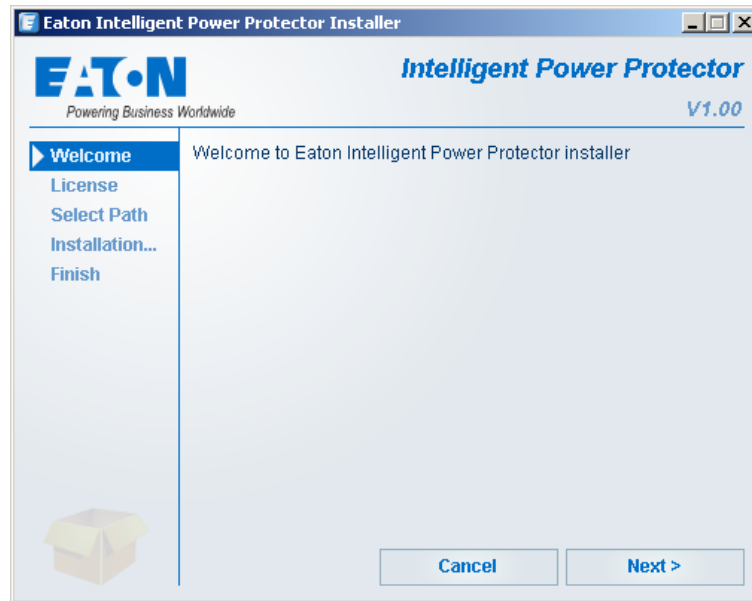 Eaton Intelligent Power Protector Installer
EATON
Powering Business Worldwide
Intelligent Power Protector
V1.00
Welcome
License
Select Path
Installation...
Finish
Welcome to Eaton Intelligent Power Protector installer
Cancel
Next >